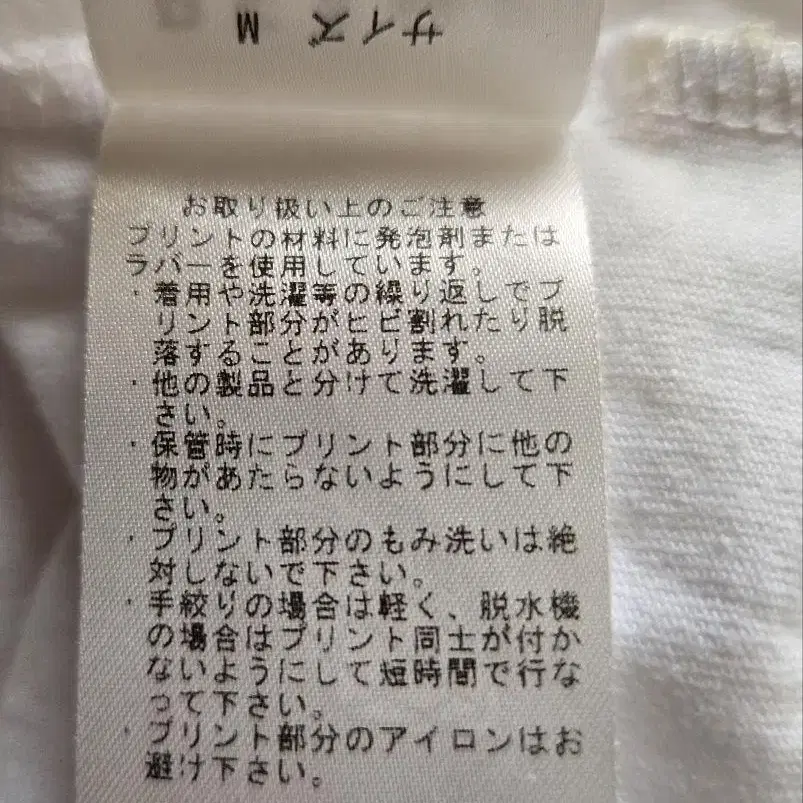 サイズ M
お取り扱い上のご注意
プリントの材料に発泡剤または
ラバーを使用しています。
・着用や洗濯等の繰り返しでプ
リント部分がヒビ割れたり脱
落することがあります。
・他の製品と分けて洗濯して下
さい。
・保管時にプリント部分に他の
物があたらないようにして下
さい。
・プリント部分のもみ洗いは絶
対しないで下さい。
・手絞りの場合は軽く、脱水機
の場合はプリント同士が付か
ないようにして短時間で行な
って下さい。
・プリント部分のアイロンはお
避け下さい。